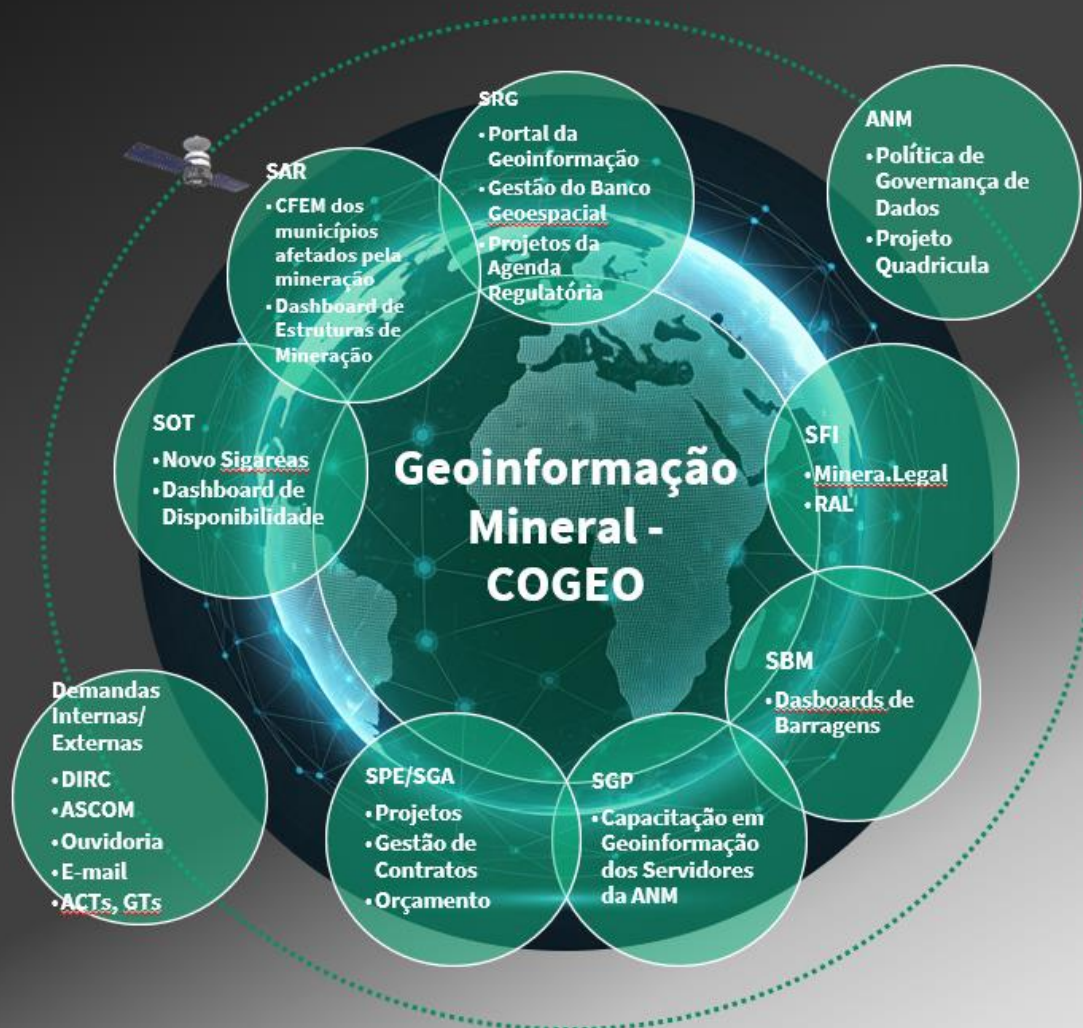 SRG
•Portal da
Geoinformação
•Gestão do Banco
Geoespacial
•Projetos da
Agenda
Regulatória
ANM
•Política de
Governança de
Dados
•Projeto
Quadricula
SAR
•CFEM dos
municípios
afetados pela
mineração
•Dashboard de
Estruturas de
Mineração
SOT
•Novo Sigareas
•Dashboard de
Disponibilidade
Geoinformação
Mineral -
COGEO
SFI
•Minera.Legal
•RAL
SBM
•Dasboards de
Barragens
Demandas
Internas/
Externas
•DIRC
•ASCOM
•Ouvidoria
•E-mail
•ACTs, GTs
SPE/SGA
•Projetos
•Gestão de
Contratos
•Orçamento
SGP
•Capacitação em
Geoinformação
dos Servidores
da ANM